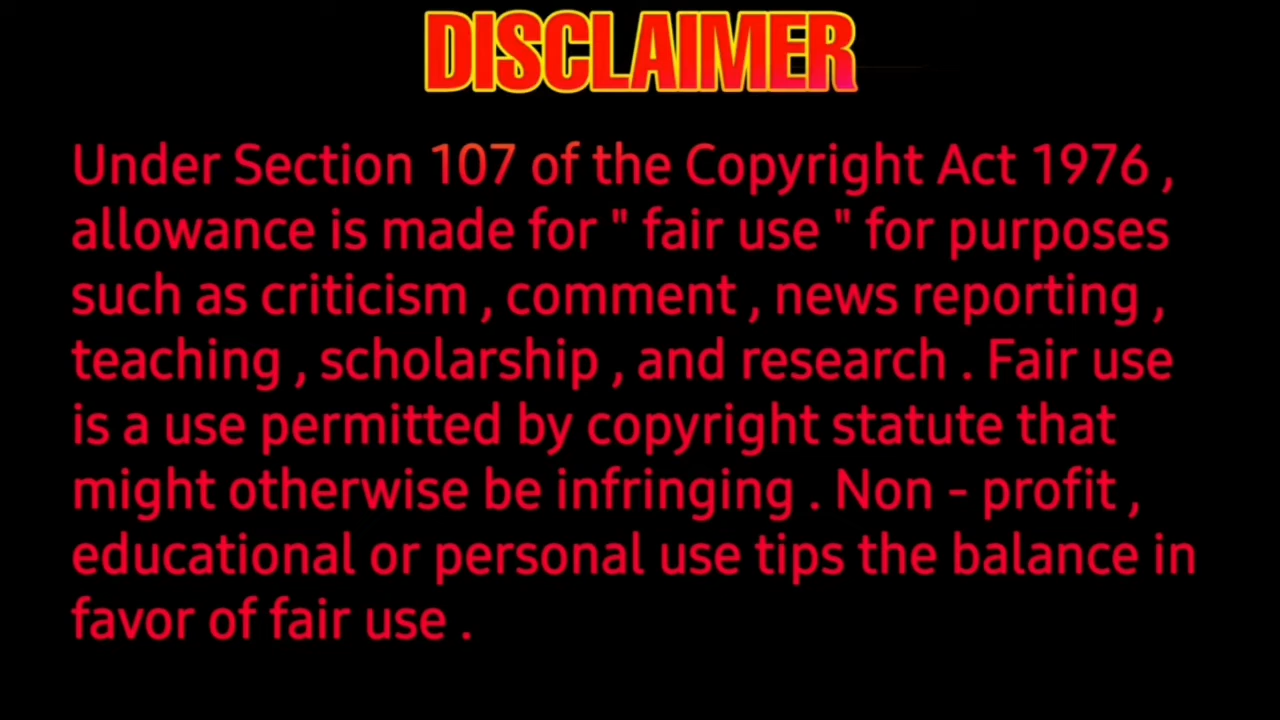 DISCLAIMER
Under Section 107 of the Copyright Act 1976 ,
allowance is made for " fair use " for purposes
such as criticism , comment , news reporting ,
teaching , scholarship , and research . Fair use
is a use permitted by copyright statute that
might otherwise be infringing . Non - profit ,
educational or personal use tips the balance in
favor of fair use .